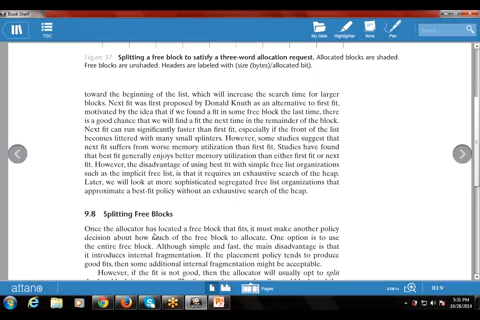 Book Shelf
TOC
My Data
Highlighter
Note
Pen
Search
Figure 37 Splitting a free block to satisfy a three-word allocation request. Allocated blocks are shaded.
Free blocks are unshaded. Headers are labeled with (size (bytes)/allocated bit).
toward the beginning of the list, which will increase the search time for larger
blocks. Next fit was first proposed by Donald Knuth as an alternative to first fit,
motivated by the idea that if we found a fit in some free block the last time, there
is a good chance that we will find a fit the next time in the remainder of the block.
Next fit can run significantly faster than first fit, especially if the front of the list
becomes littered with many small splinters. However, some studies suggest that
next fit suffers from worse memory utilization than first fit. Studies have found
that best fit generally enjoys better memory utilization than either first fit or next
fit. However, the disadvantage of using best fit with simple free list organizations
such as the implicit free list, is that it requires an exhaustive search of the heap.
Later, we will look at more sophisticated segregated free list organizations that
approximate a best-fit policy without an exhaustive search of the heap.
9.8 Splitting Free Blocks
Once the allocator has located a free block that fits, it must make another policy
decision about how much of the free block to allocate. One option is to use
the entire free block. Although simple and fast, the main disadvantage is that
it introduces internal fragmentation. If the placement policy tends to produce
good fits, then some additional internal fragmentation might be acceptable.
However, if the fit is not good, then the allocator will usually opt to split
attano
Pages
819
5:31 PM
10/28/2014